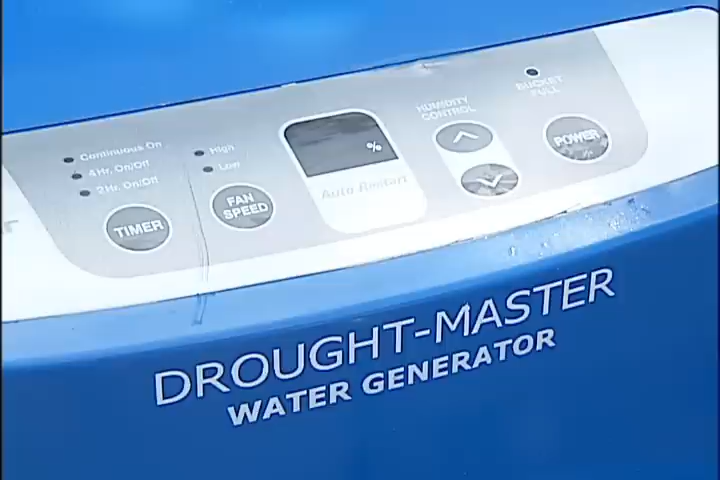 Continuous On
4 Hr. On/Off
2 Hr. On/Off
TIMER
High
Low
FAN
SPEED
%
Auto Restart
HUMIDITY
CONTROL
BUCKET
FULL
POWER
DROUGHT-MASTER
WATER GENERATOR